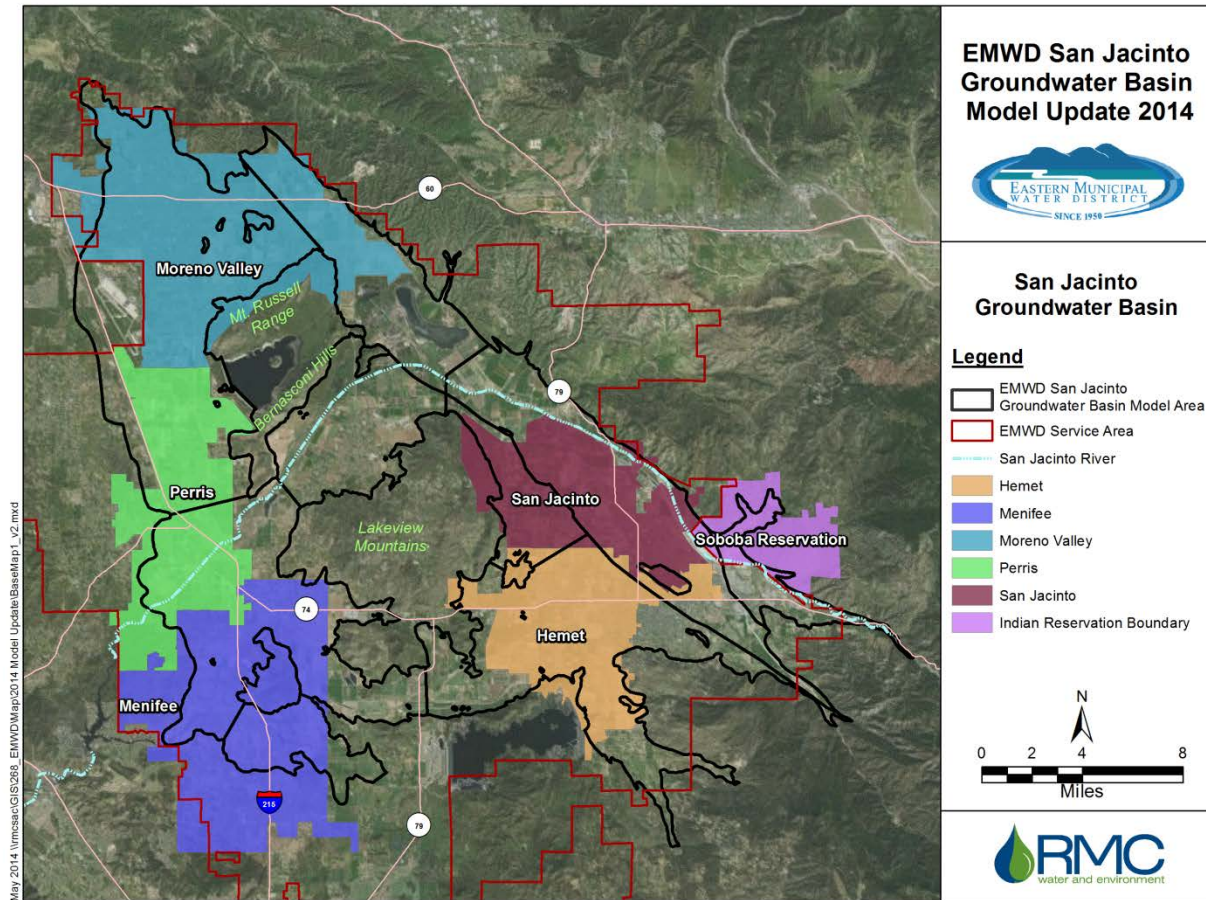 EMWD San Jacinto
Groundwater Basin
Model Update 2014
EASTERN MUNICIPAL
WATER DISTRICT
SINCE 1950
San Jacinto
Groundwater Basin
Legend
EMWD San Jacinto
Groundwater Basin Model Area
EMWD Service Area
San Jacinto River
Hemet
Menifee
Moreno Valley
Perris
San Jacinto
Indian Reservation Boundary
N
0 2 4 8
Miles
RMC
water and environment
60
Moreno Valley
Mt. Russell
Range
Bernasconi Hills
79
Perris
San Jacinto
Lakeview
Mountains
Soboba Reservation
74
Hemet
Menifee
215
79
May 2014 \\rmcsac\GIS\268_EMWD\Map\2014 Model Update\BaseMap1_v2.mxd